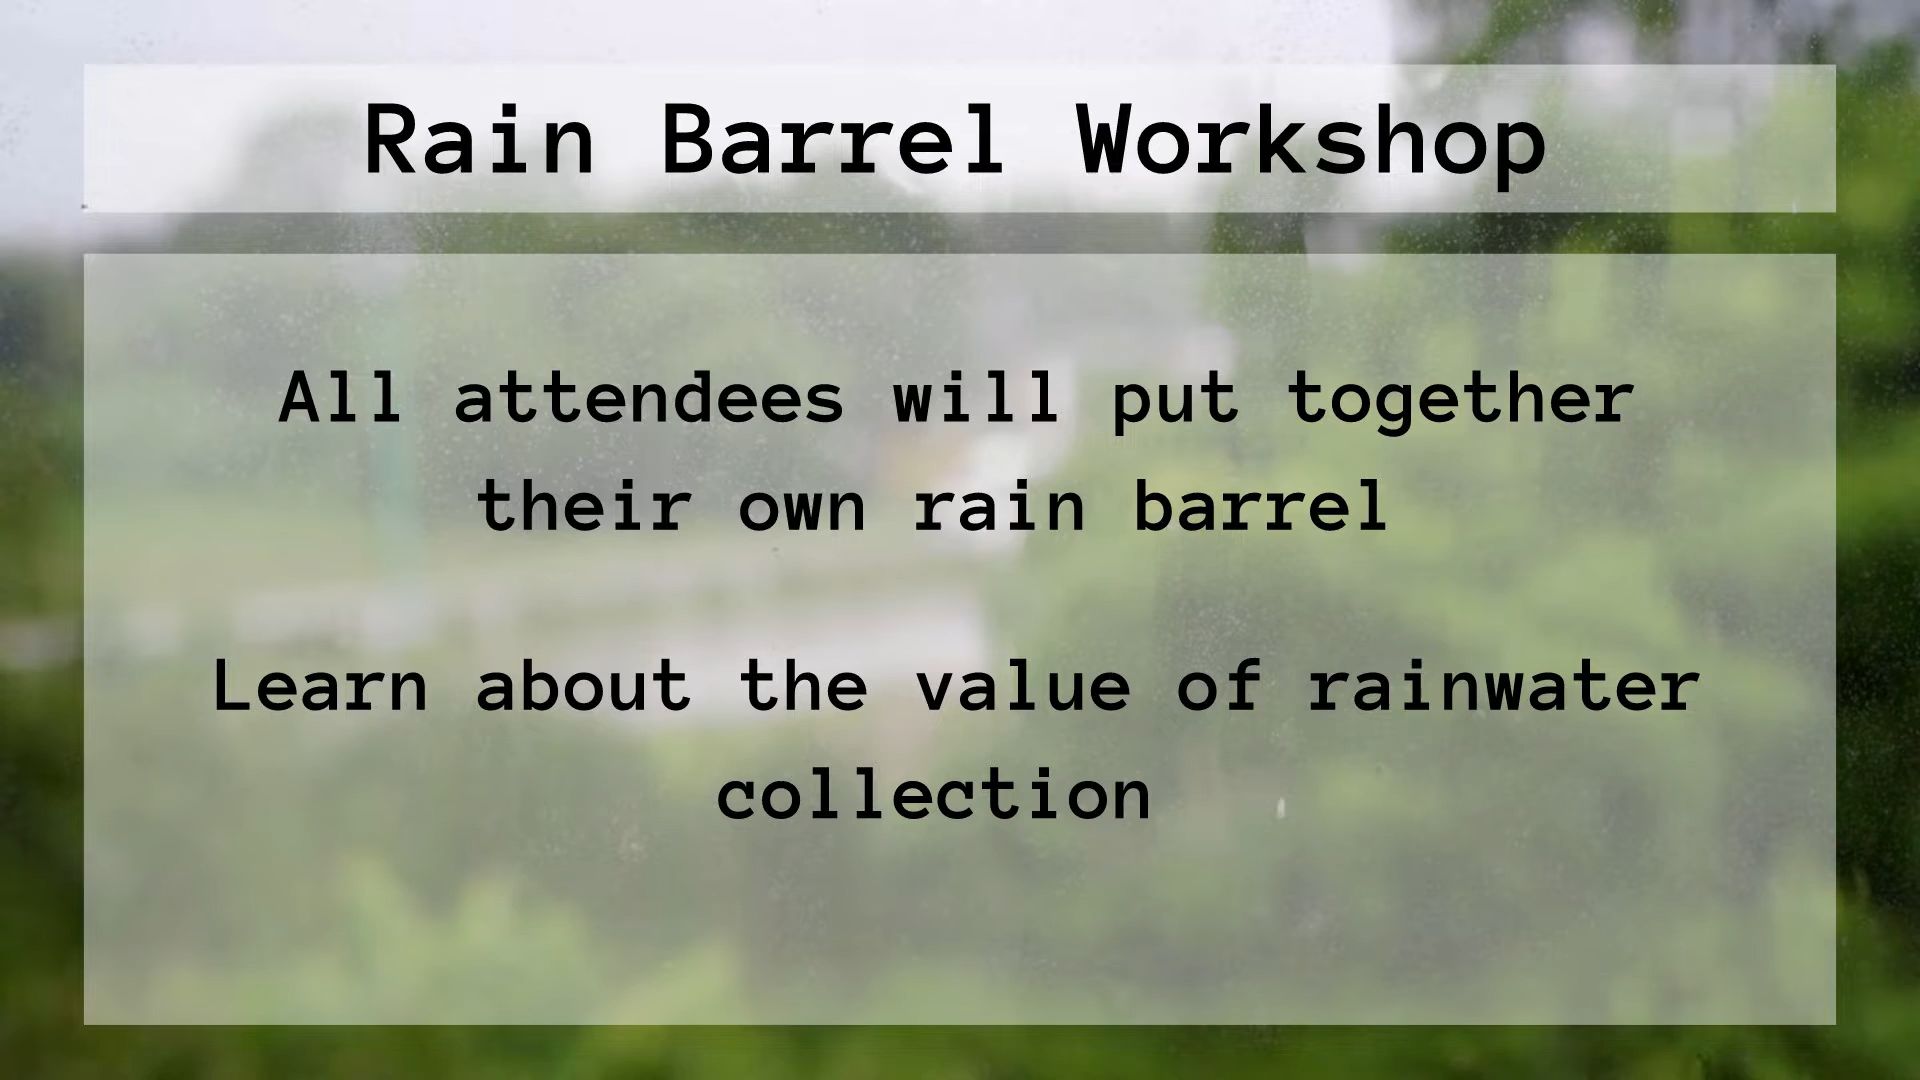 Rain Barrel Workshop
All attendees will put together
their own rain barrel
Learn about the value of rainwater
collection